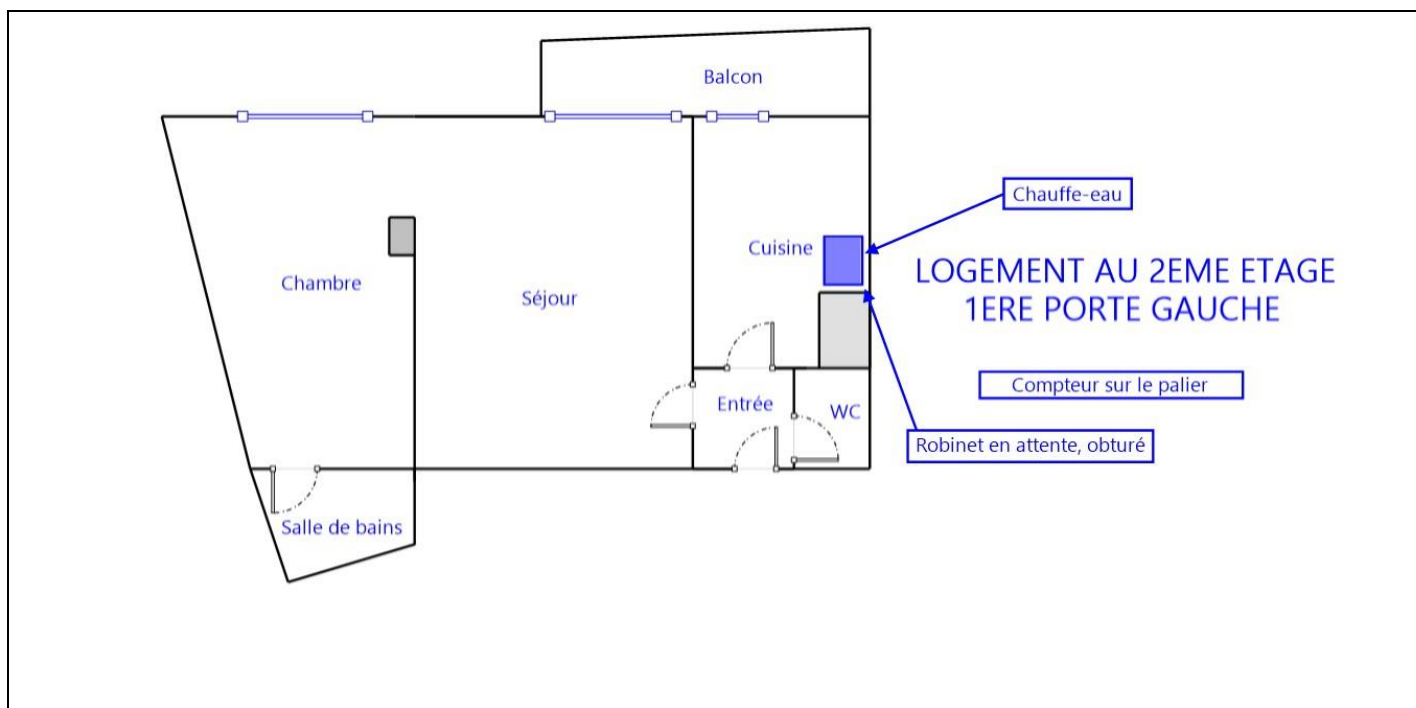 Balcon
Chauffe-eau
Cuisine
LOGEMENT AU 2EME ETAGE
1ERE PORTE GAUCHE
Chambre
Séjour
Compteur sur le palier
Entrée
WC
Robinet en attente, obturé
Salle de bains